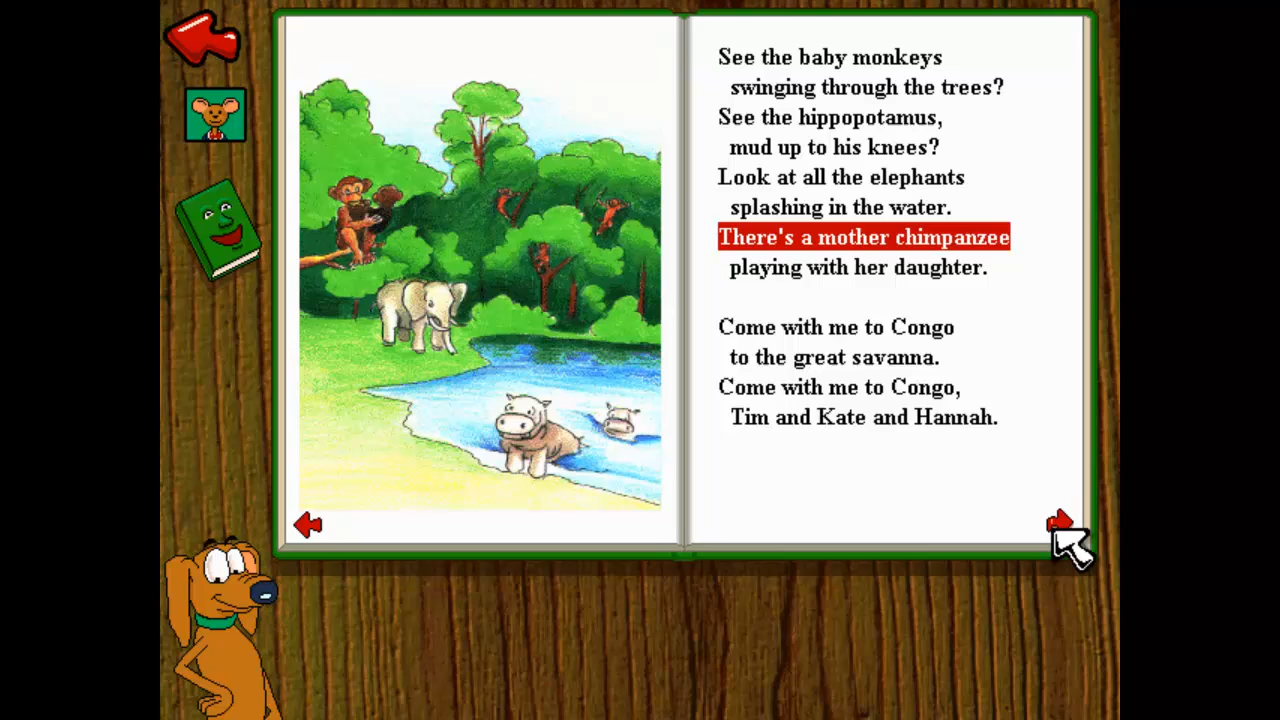 See the baby monkeys
swinging through the trees?
See the hippopotamus,
mud up to his knees?
Look at all the elephants
splashing in the water.
There's a mother chimpanzee
playing with her daughter.
Come with me to Congo
to the great savanna.
Come with me to Congo,
Tim and Kate and Hannah.